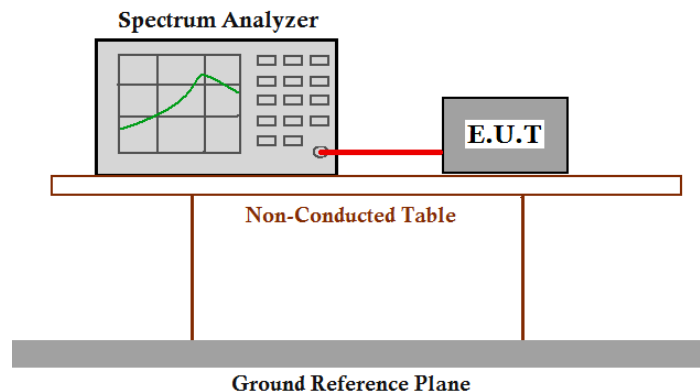 Spectrum Analyzer
E.U.T
Non-Conducted Table
Ground Reference Plane